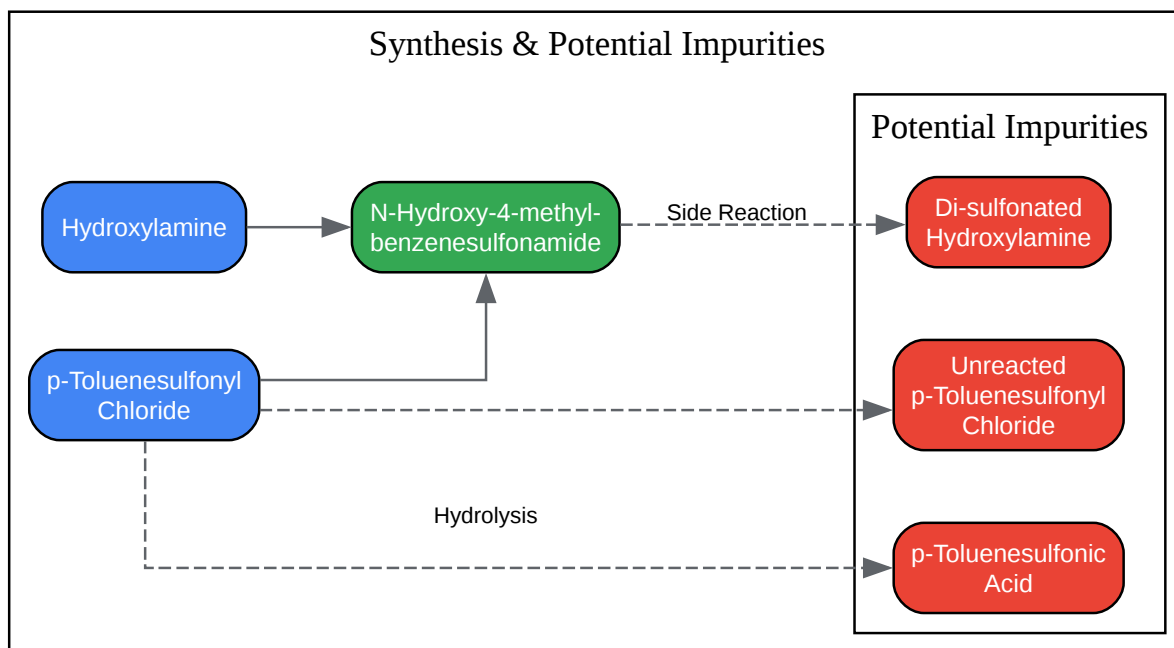 Synthesis & Potential Impurities
Potential Impurities
Hydroxylamine
N-Hydroxy-4-methyl-
benzenesulfonamide
Side Reaction
Di-sulfonated
Hydroxylamine
p-Toluenesulfonyl
Chloride
Unreacted
p-Toluenesulfonyl
Chloride
Hydrolysis
p-Toluenesulfonic
Acid